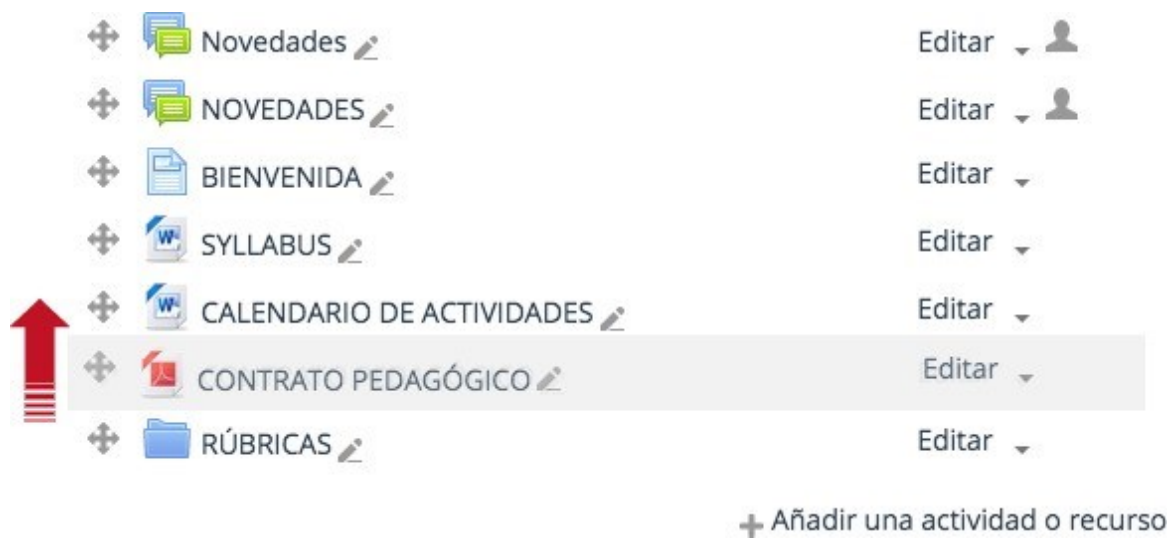 Novedades Editar
NOVEDADES Editar
BIENVENIDA Editar
SYLLABUS Editar
CALENDARIO DE ACTIVIDADES Editar
CONTRATO PEDAGÓGICO Editar
RÚBRICAS Editar
Añadir una actividad o recurso